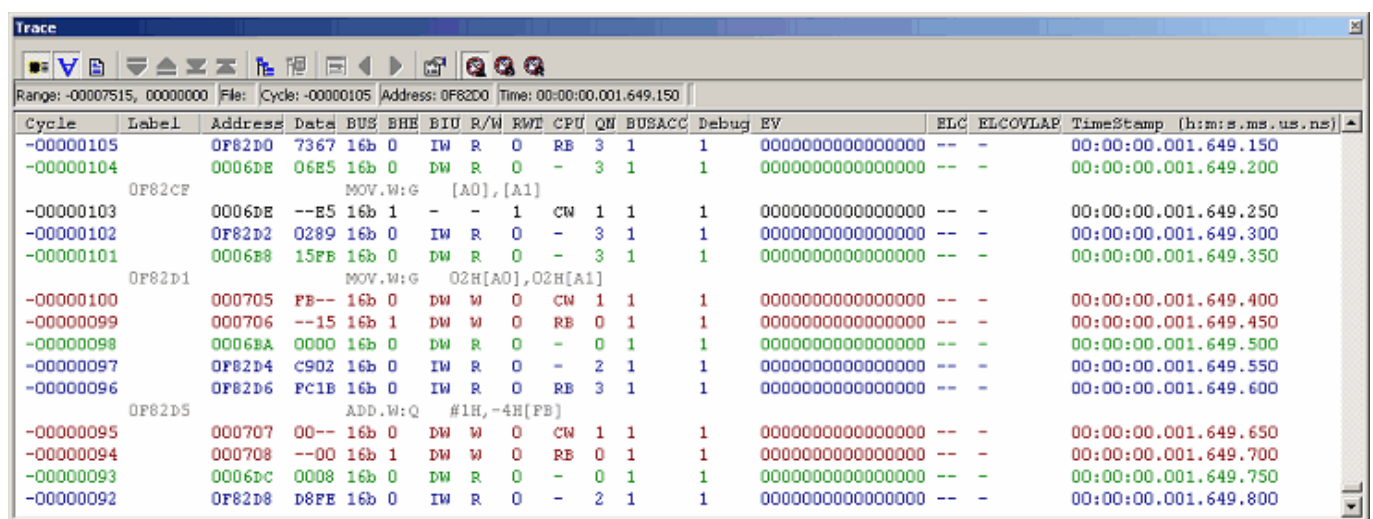 Trace
Range: -00007515, 00000000 File: Cycle: -00000105 Address: 0F82D0 Time: 00:00:00.001.649.150
Cycle Label Address Data BUS BHE BIU R/W RWT CPU QN BUSACC Debug EV ELC ELCOVLAP TimeStamp (h:m:s.ms.us.ns)
-00000105 0F82D0 7367 16b 0 IW R 0 RB 3 1 1 0000000000000000 -- - 00:00:00.001.649.150
-00000104 0006DE 06E5 16b 0 DW R 0 - 3 1 1 0000000000000000 -- - 00:00:00.001.649.200
0F82CF MOV.W:G [A0],[A1]
-00000103 0006DE --E5 16b 1 - - 1 CW 1 1 1 0000000000000000 -- - 00:00:00.001.649.250
-00000102 0F82D2 0289 16b 0 IW R 0 - 3 1 1 0000000000000000 -- - 00:00:00.001.649.300
-00000101 0006B8 15FB 16b 0 DW R 0 - 3 1 1 0000000000000000 -- - 00:00:00.001.649.350
0F82D1 MOV.W:G 02H[A0],02H[A1]
-00000100 000705 FB-- 16b 0 DW W 0 CW 1 1 1 0000000000000000 -- - 00:00:00.001.649.400
-00000099 000706 --15 16b 1 DW W 0 RB 0 1 1 0000000000000000 -- - 00:00:00.001.649.450
-00000098 0006BA 0000 16b 0 DW R 0 - 0 1 1 0000000000000000 -- - 00:00:00.001.649.500
-00000097 0F82D4 C902 16b 0 IW R 0 - 2 1 1 0000000000000000 -- - 00:00:00.001.649.550
-00000096 0F82D6 FC1B 16b 0 IW R 0 RB 3 1 1 0000000000000000 -- - 00:00:00.001.649.600
0F82D5 ADD.W:Q #1H,-4H[FB]
-00000095 000707 00-- 16b 0 DW W 0 CW 1 1 1 0000000000000000 -- - 00:00:00.001.649.650
-00000094 000708 --00 16b 1 DW W 0 RB 0 1 1 0000000000000000 -- - 00:00:00.001.649.700
-00000093 0006DC 0008 16b 0 DW R 0 - 0 1 1 0000000000000000 -- - 00:00:00.001.649.750
-00000092 0F82D8 D8FE 16b 0 IW R 0 - 2 1 1 0000000000000000 -- - 00:00:00.001.649.800